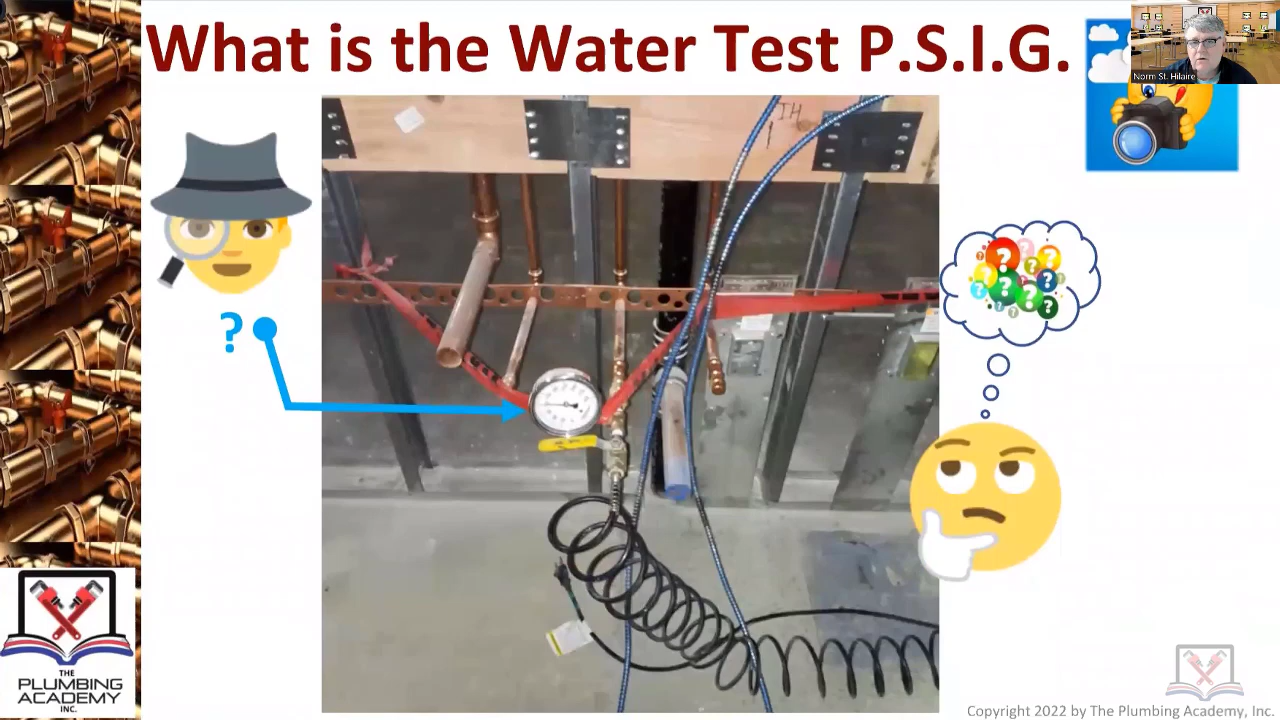 What is the Water Test P.S.I.G.
Norm St. Hilaire
TH
?
THE
PLUMBING
ACADEMY
INC.
Copyright 2022 by The Plumbing Academy, Inc.